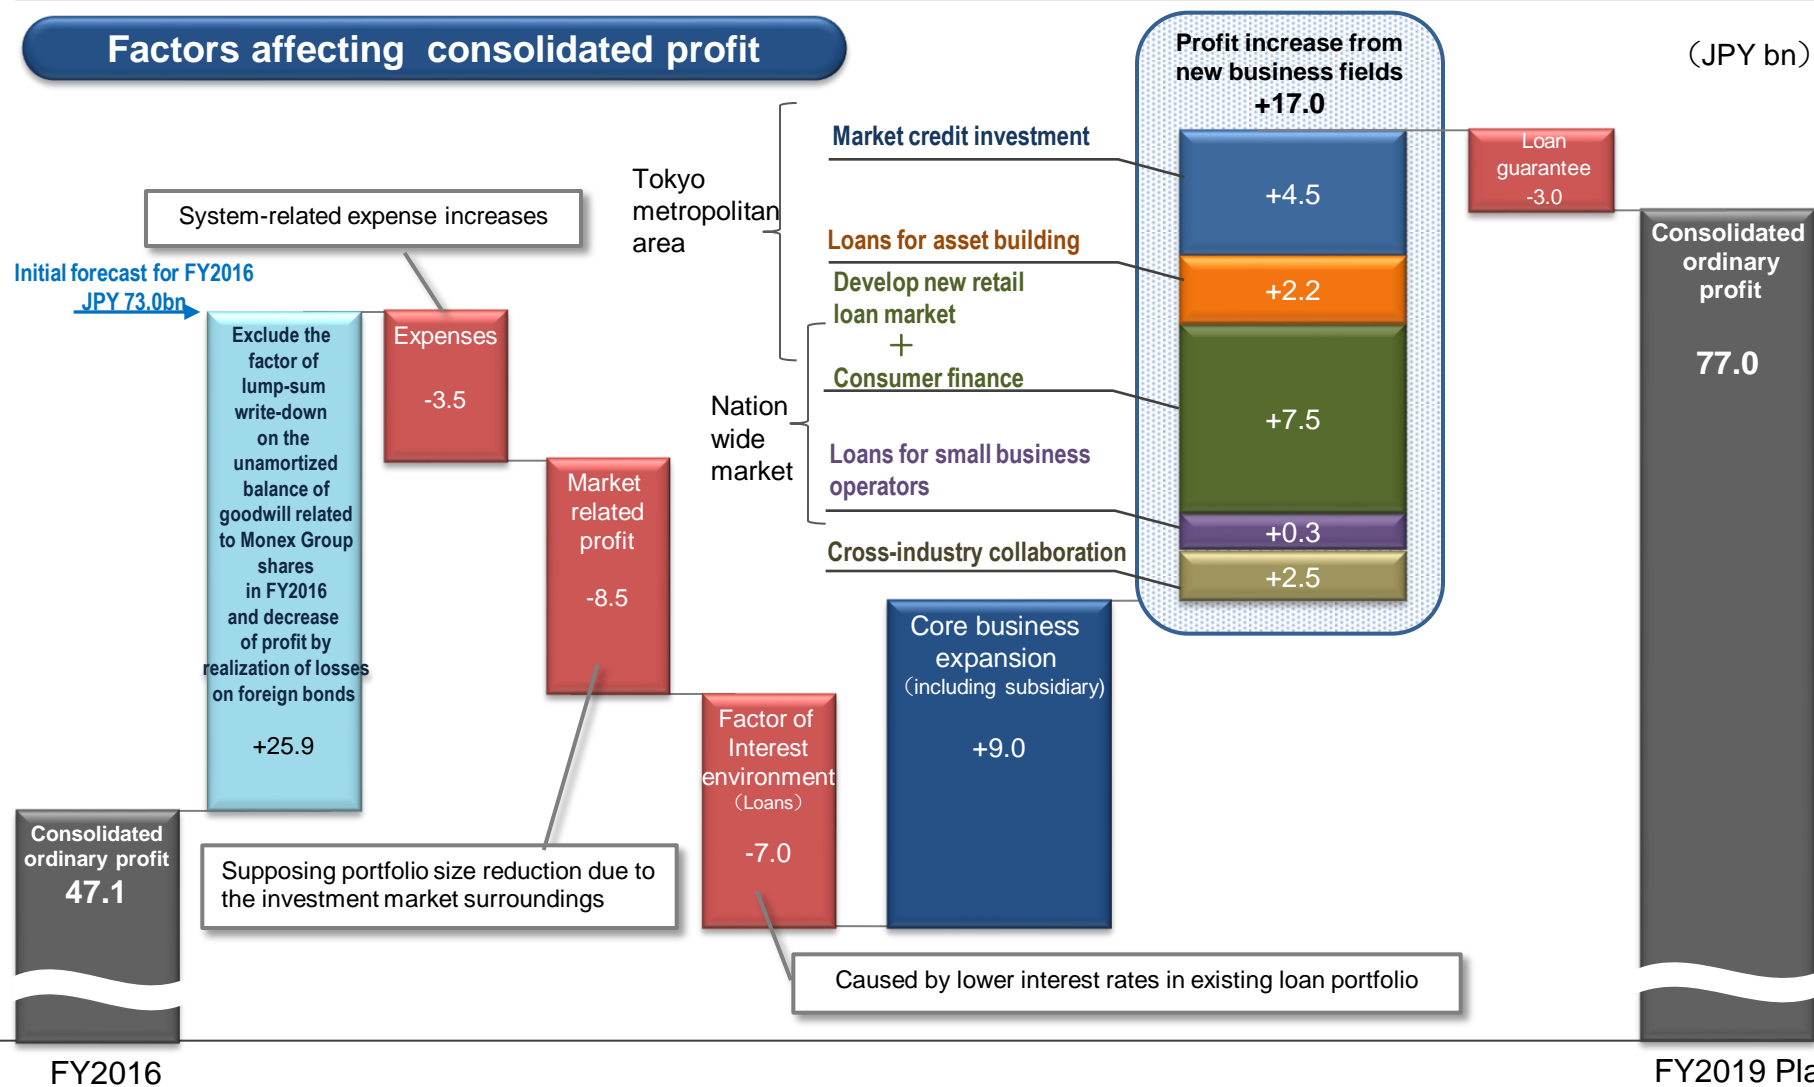 Factors affecting consolidated profit
(JPY bn)
Profit increase from
new business fields
+17.0
Market credit investment
+4.5
Loan
guarantee
-3.0
Tokyo
metropolitan
area
System-related expense increases
Loans for asset building
+2.2
Consolidated
ordinary
profit
77.0
Initial forecast for FY2016
JPY 73.0bn
Develop new retail
loan market
+
Consumer finance
+7.5
Exclude the
factor of
lump-sum
write-down
on the
unamortized
balance of
goodwill related
to Monex Group
shares
in FY2016
and decrease
of profit by
realization of losses
on foreign bonds
+25.9
Expenses
-3.5
Nation
wide
market
Loans for small business
operators
+0.3
Market
related
profit
-8.5
Cross-industry collaboration
+2.5
Core business
expansion
(including subsidiary)
+9.0
Factor of
Interest
environment
(Loans)
-7.0
Consolidated
ordinary profit
47.1
Supposing portfolio size reduction due to
the investment market surroundings
Caused by lower interest rates in existing loan portfolio
FY2016
FY2019 Pla